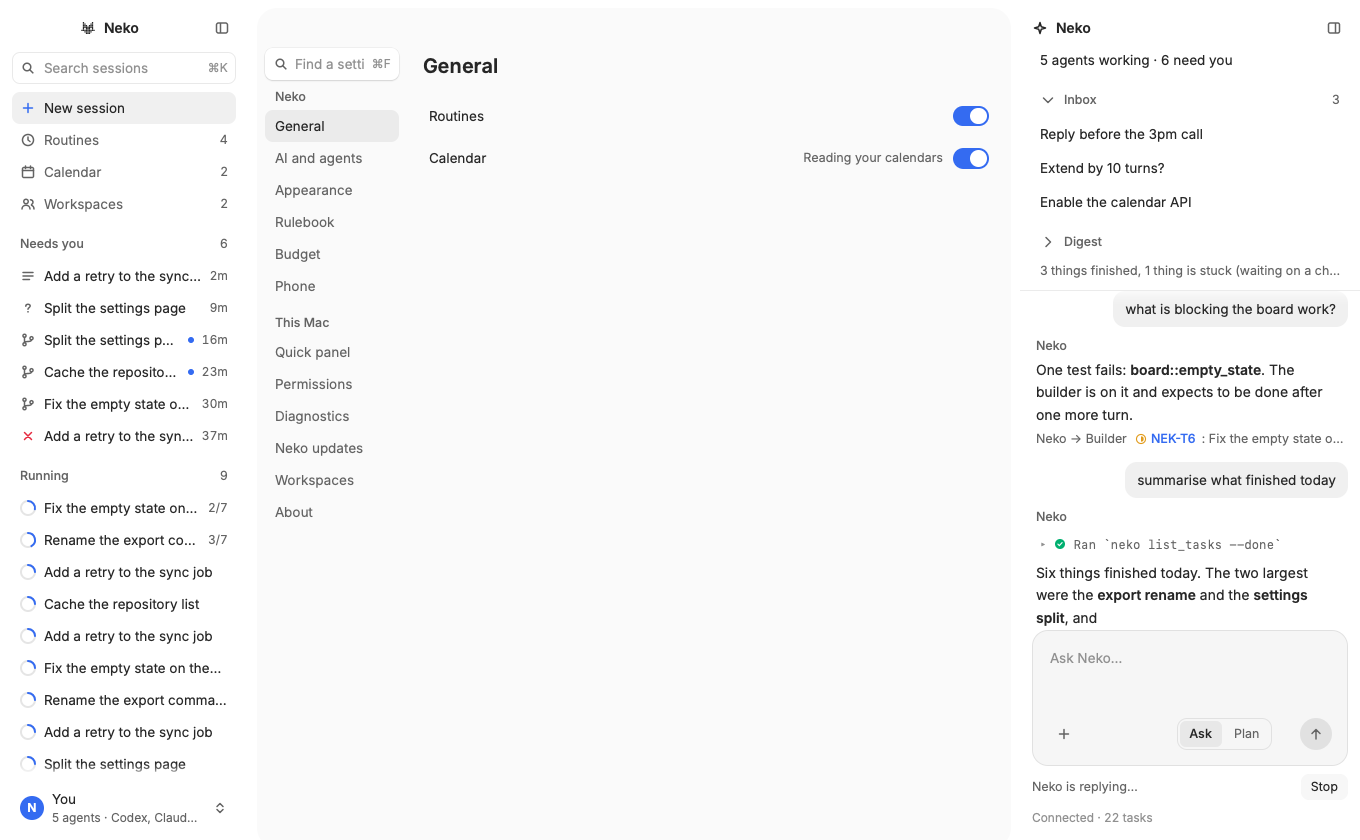 Neko
Search sessions ⌘K
New session
Routines 4
Calendar 2
Workspaces 2
Needs you 6
Add a retry to the sync... 2m
Split the settings page 9m
Split the settings p... 16m
Cache the reposito... 23m
Fix the empty state o... 30m
Add a retry to the syn... 37m
Running 9
Fix the empty state on... 2/7
Rename the export co... 3/7
Add a retry to the sync job
Cache the repository list
Add a retry to the sync job
Fix the empty state on the...
Rename the export comma...
Add a retry to the sync job
Split the settings page
N
You
5 agents · Codex, Claud...
Find a setti ⌘F
Neko
General
AI and agents
Appearance
Rulebook
Budget
Phone
This Mac
Quick panel
Permissions
Diagnostics
Neko updates
Workspaces
About
General
Routines
Calendar Reading your calendars
Neko
5 agents working · 6 need you
Inbox 3
Reply before the 3pm call
Extend by 10 turns?
Enable the calendar API
Digest
3 things finished, 1 thing is stuck (waiting on a ch...
what is blocking the board work?
Neko
One test fails: board::empty_state. The
builder is on it and expects to be done after
one more turn.
Neko → Builder NEK-T6 : Fix the empty state o...
summarise what finished today
Neko
Ran `neko list_tasks --done`
Six things finished today. The two largest
were the export rename and the settings
split, and
Ask Neko...
Ask Plan
Neko is replying... Stop
Connected · 22 tasks